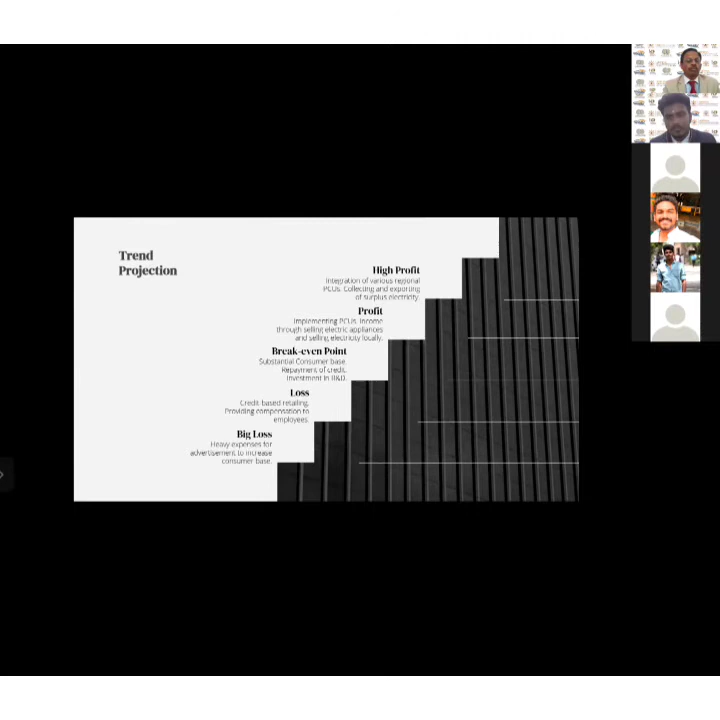 Trend
Projection
High Profit
Integration of various regional
PCUs. Collecting and exporting
of surplus electricity.
Profit
Implementing PCUs. Income
through selling electric appliances
and selling electricity locally.
Break-even Point
Substantial Consumer base.
Repayment of credit.
Investment in R&D.
Loss
Credit-based retailing.
Providing compensation to
employees.
Big Loss
Heavy expenses for
advertisement to increase
consumer base.